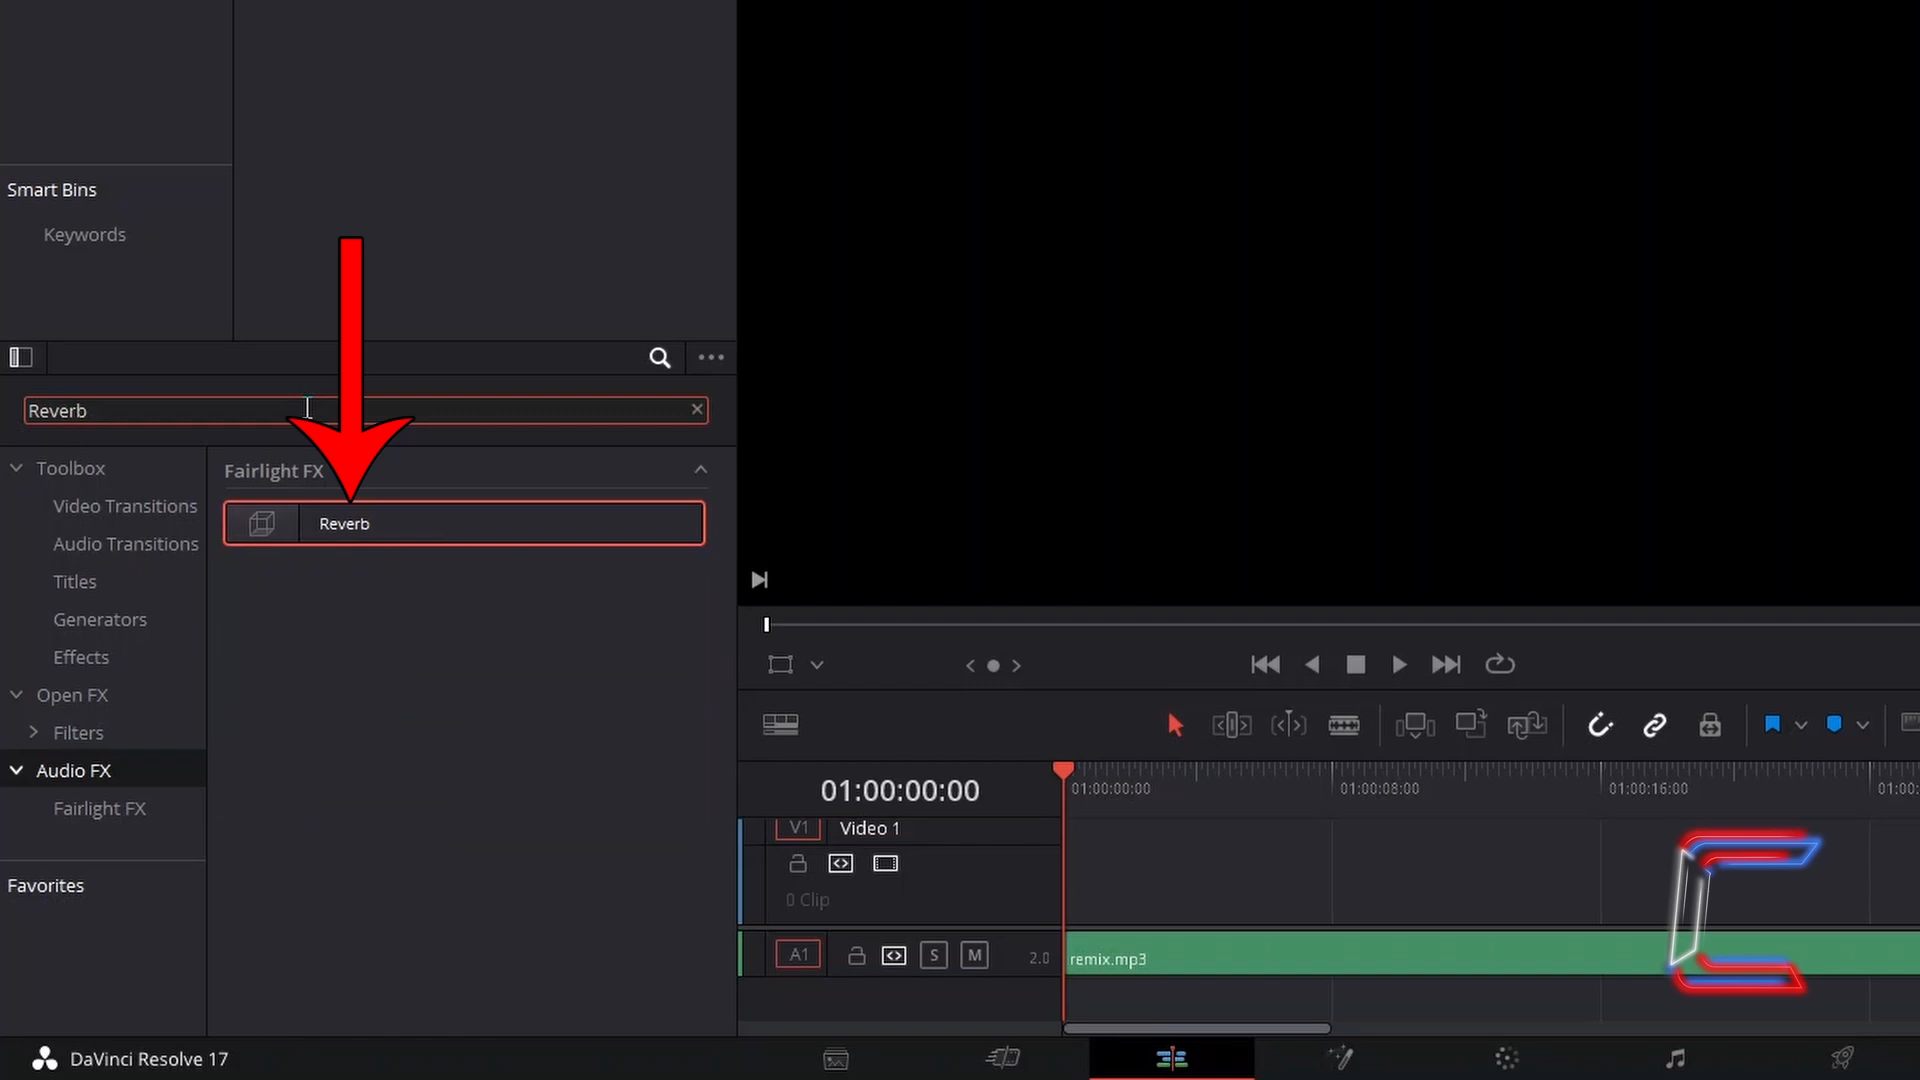 Smart Bins
Keywords
Reverb
Toolbox
Video Transitions
Audio Transitions
Titles
Generators
Effects
Open FX
Filters
Audio FX
Fairlight FX
Favorites
Fairlight FX
Reverb
01:00:00:00
01:00:00:00
01:00:08:00
01:00:16:00
01:00:
V1
Video 1
0 Clip
A1
S
M
2.0
remix.mp3
DaVinci Resolve 17